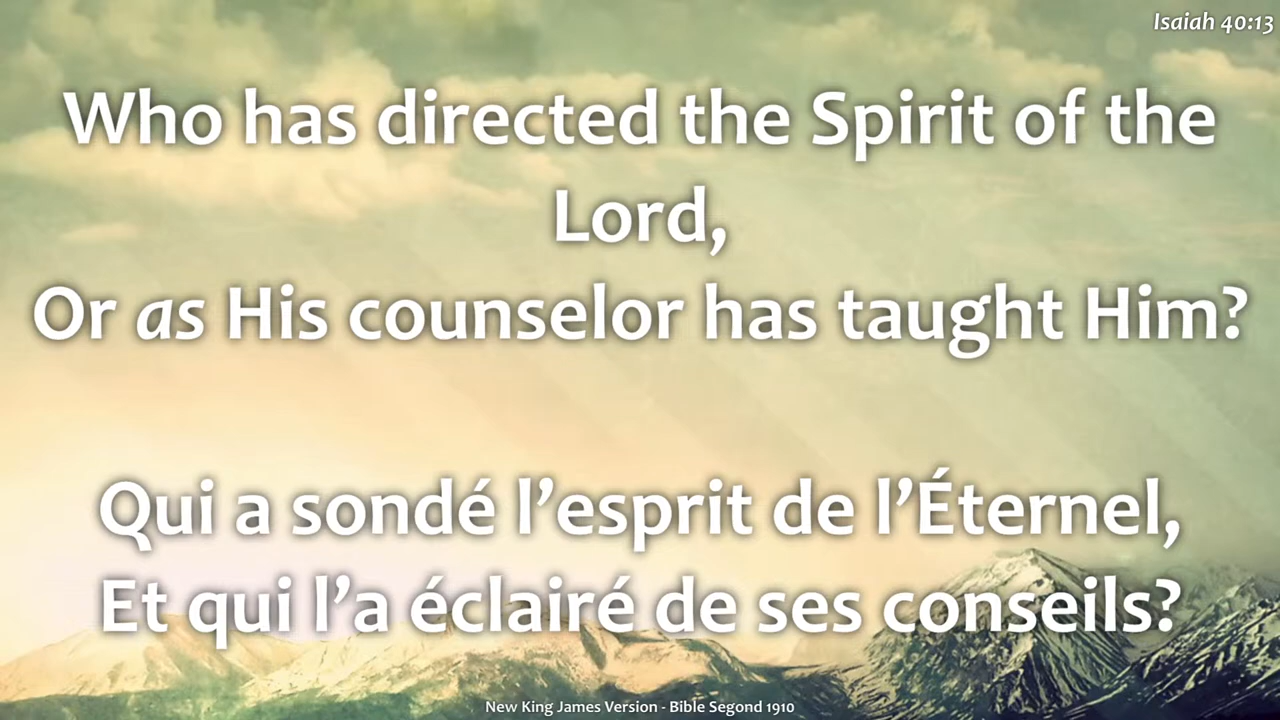 Isaiah 40:13
Who has directed the Spirit of the
Lord,
Or as His counselor has taught Him?
Qui a sondé l’esprit de l’Éternel,
Et qui l’a éclairé de ses conseils?
New King James Version - Bible Segond 1910